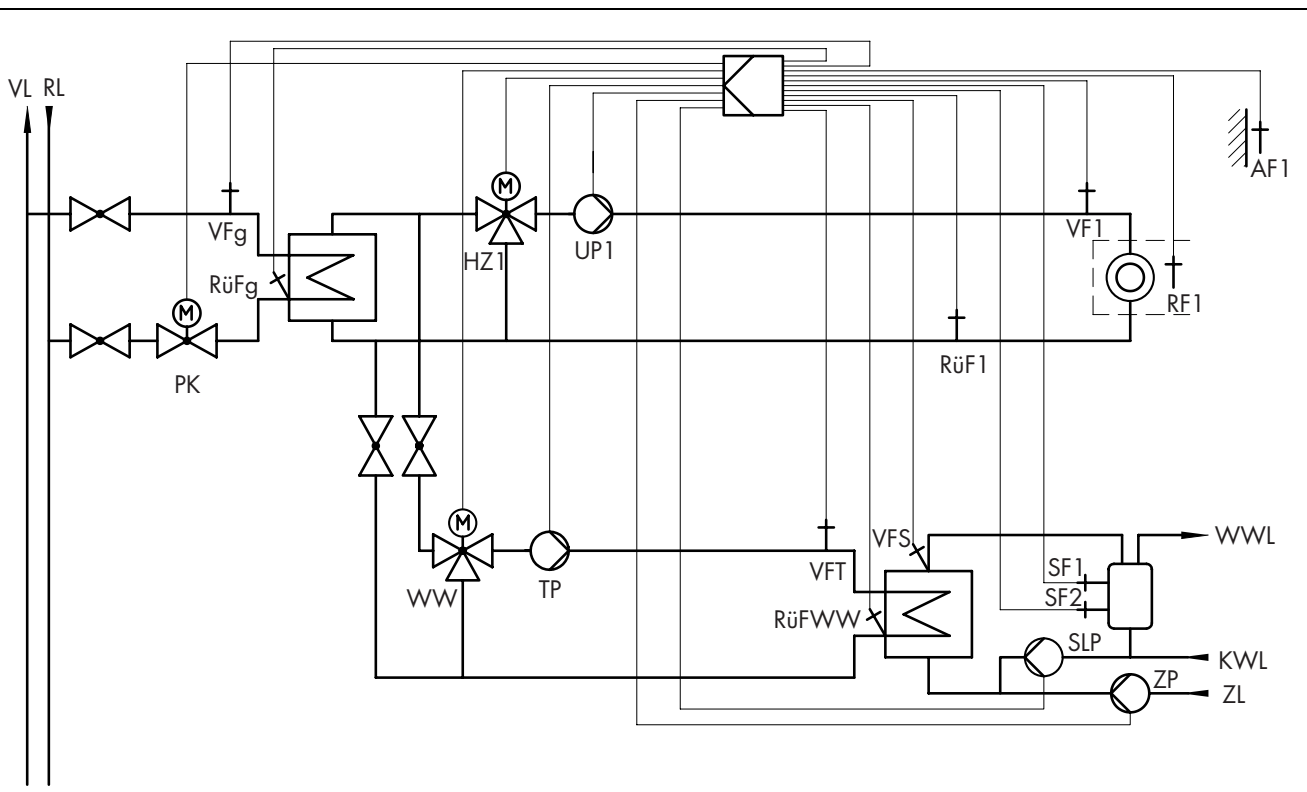 VL RL
AF1
VFg
UP1
VF1
HZ1
M
RüFg
RF1
M
RüF1
PK
M
VFS
WWL
VFT
SF1
WW
TP
SF2
RüFWW
SLP
KWL
ZP
ZL